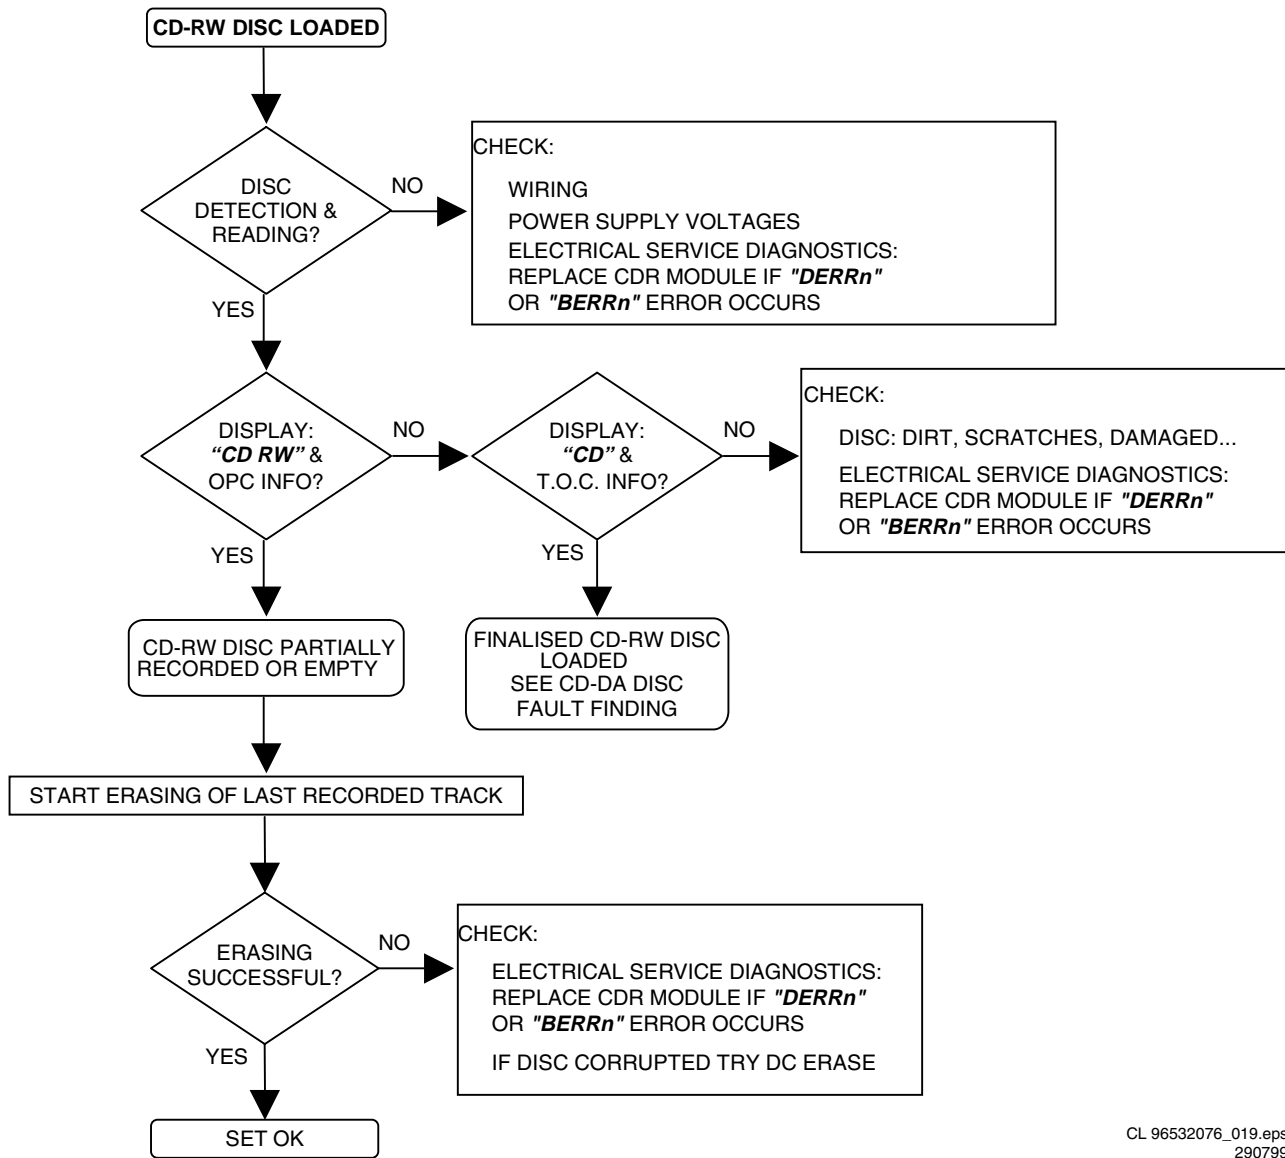 CD-RW DISC LOADED
DISC
DETECTION &
READING?
NO
CHECK:
WIRING
POWER SUPPLY VOLTAGES
ELECTRICAL SERVICE DIAGNOSTICS:
REPLACE CDR MODULE IF "DERRn"
OR "BERRn" ERROR OCCURS
YES
DISPLAY:
“CD RW” &
OPC INFO?
NO
DISPLAY:
“CD” &
T.O.C. INFO?
NO
CHECK:
DISC: DIRT, SCRATCHES, DAMAGED...
ELECTRICAL SERVICE DIAGNOSTICS:
REPLACE CDR MODULE IF "DERRn"
OR "BERRn" ERROR OCCURS
YES
YES
CD-RW DISC PARTIALLY
RECORDED OR EMPTY
FINALISED CD-RW DISC
LOADED
SEE CD-DA DISC
FAULT FINDING
START ERASING OF LAST RECORDED TRACK
ERASING
SUCCESSFUL?
NO
CHECK:
ELECTRICAL SERVICE DIAGNOSTICS:
REPLACE CDR MODULE IF "DERRn"
OR "BERRn" ERROR OCCURS
IF DISC CORRUPTED TRY DC ERASE
YES
SET OK
CL 96532076_019.eps
290799